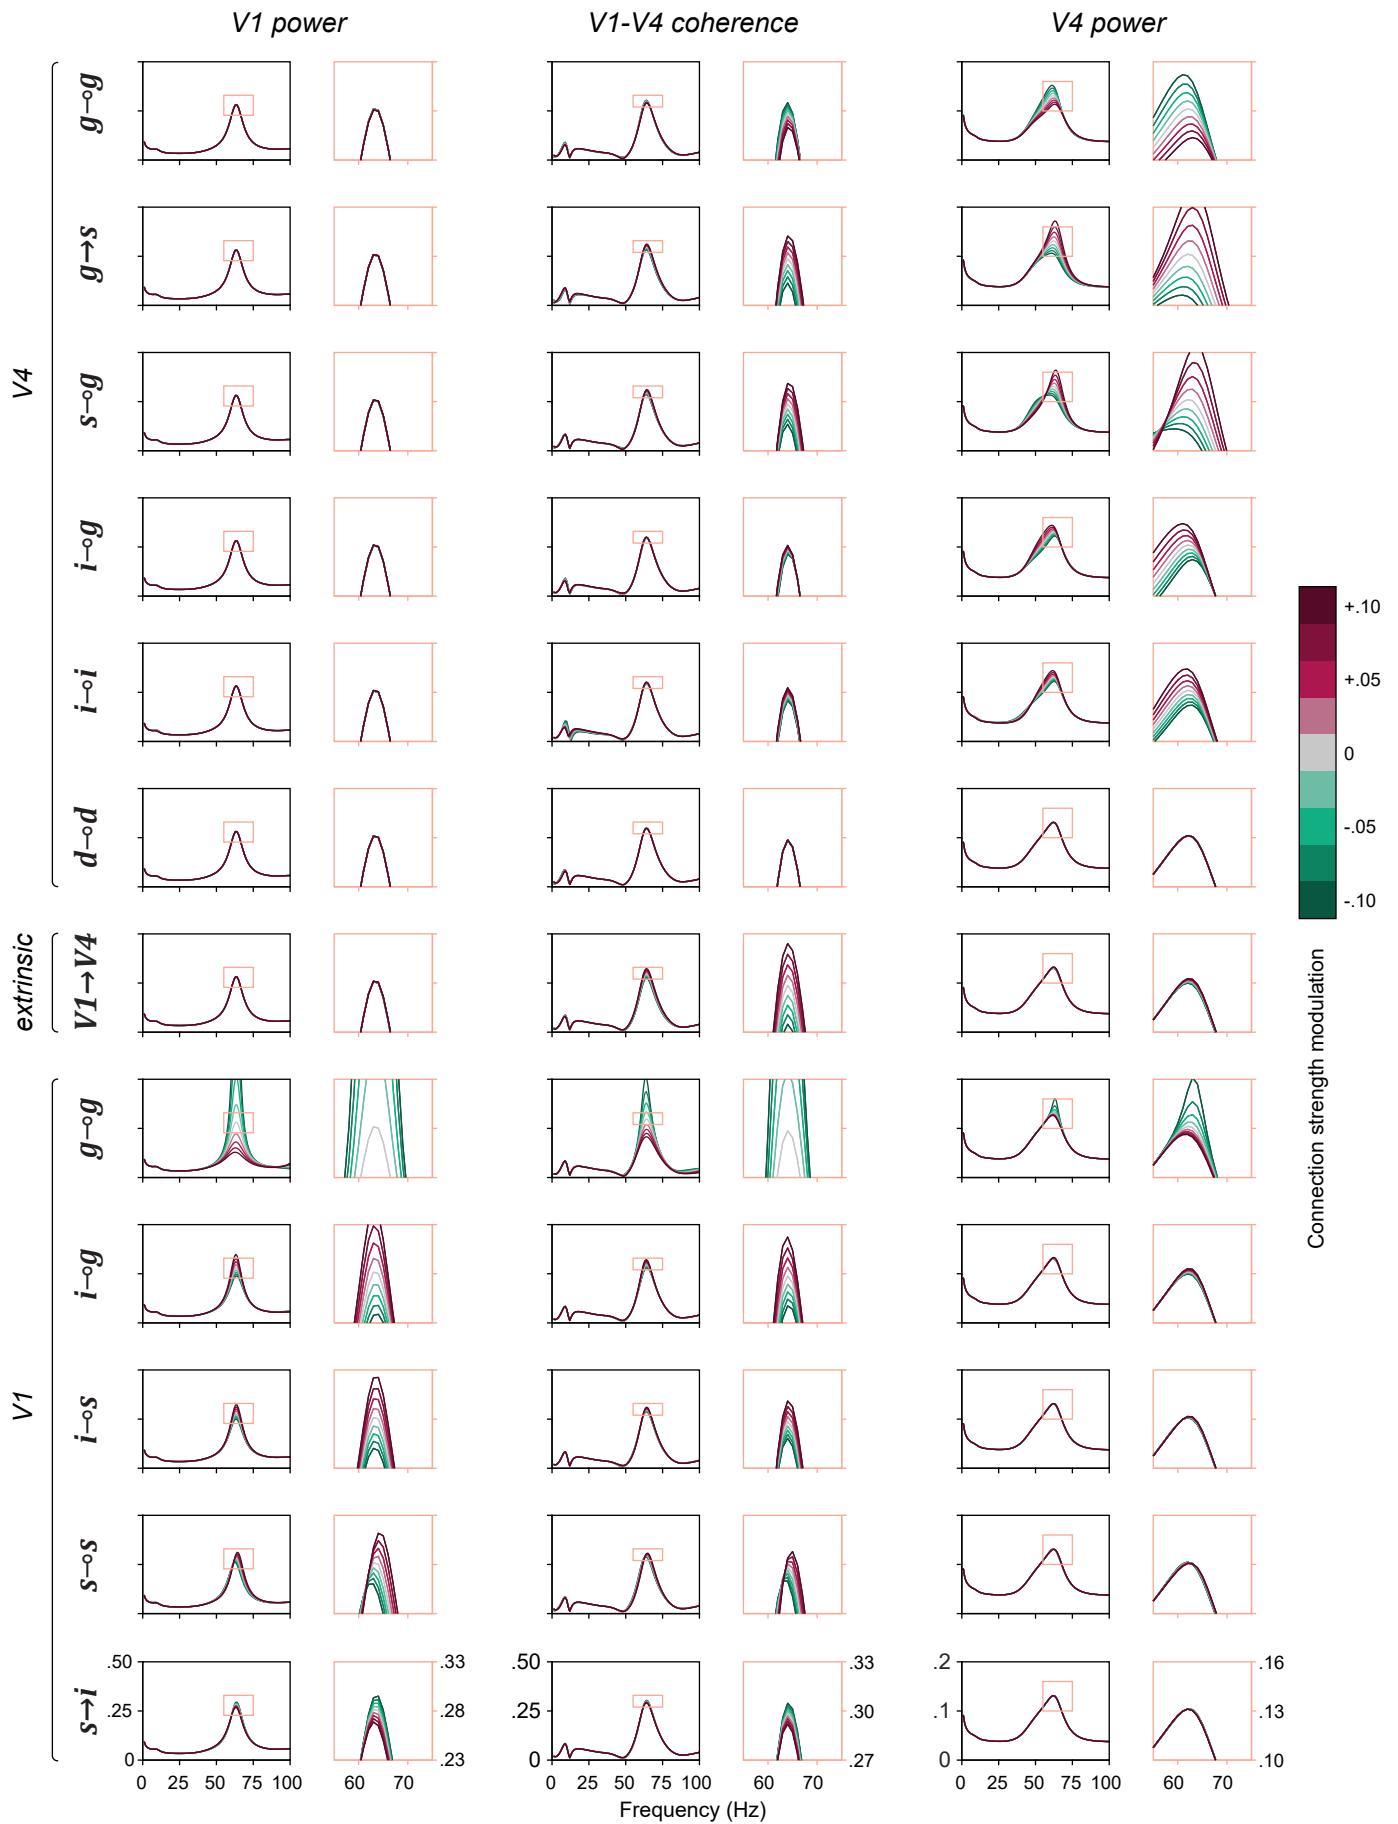 V1 power V1-V4 coherence V4 power
V4
g⊸g
g→s
s⊸g
i⊸g
i⊸i
d⊸d
extrinsic
V1→V4
V1
g⊸g
i⊸g
i⊸s
s⊸s
s→i
.50 .33 .50 .33 .2 .16
.25 .28 .25 .30 .1 .13
0 .23 0 .27 0 .10
0 25 50 75 100 60 70 0 25 50 75 100 60 70 0 25 50 75 100 60 70
Frequency (Hz)
+.10
+.05
0
-.05
-.10
Connection strength modulation